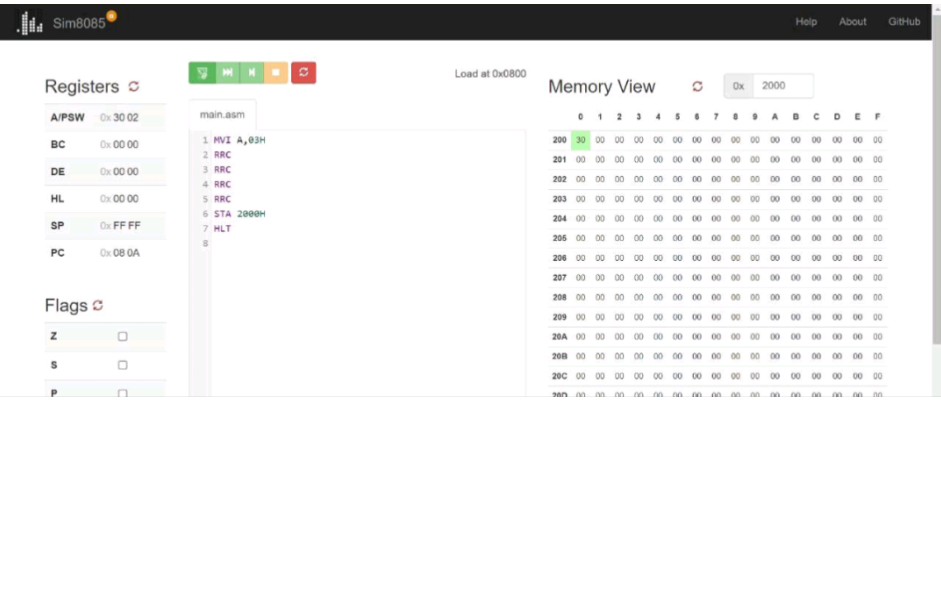 Sim8085
Help About GitHub
Registers
A/PSW 0x 30 02
BC 0x 00 00
DE 0x 00 00
HL 0x 00 00
SP 0x FF FF
PC 0x 08 0A
Flags
Z
S
P
Load at 0x0800
main.asm
1 MVI A,03H
2 RRC
3 RRC
4 RRC
5 RRC
6 STA 2000H
7 HLT
8
Memory View 0x 2000
0 1 2 3 4 5 6 7 8 9 A B C D E F
200 30 00 00 00 00 00 00 00 00 00 00 00 00 00 00 00
201 00 00 00 00 00 00 00 00 00 00 00 00 00 00 00 00
202 00 00 00 00 00 00 00 00 00 00 00 00 00 00 00 00
203 00 00 00 00 00 00 00 00 00 00 00 00 00 00 00 00
204 00 00 00 00 00 00 00 00 00 00 00 00 00 00 00 00
205 00 00 00 00 00 00 00 00 00 00 00 00 00 00 00 00
206 00 00 00 00 00 00 00 00 00 00 00 00 00 00 00 00
207 00 00 00 00 00 00 00 00 00 00 00 00 00 00 00 00
208 00 00 00 00 00 00 00 00 00 00 00 00 00 00 00 00
209 00 00 00 00 00 00 00 00 00 00 00 00 00 00 00 00
20A 00 00 00 00 00 00 00 00 00 00 00 00 00 00 00 00
20B 00 00 00 00 00 00 00 00 00 00 00 00 00 00 00 00
20C 00 00 00 00 00 00 00 00 00 00 00 00 00 00 00 00
20D 00 00 00 00 00 00 00 00 00 00 00 00 00 00 00 00